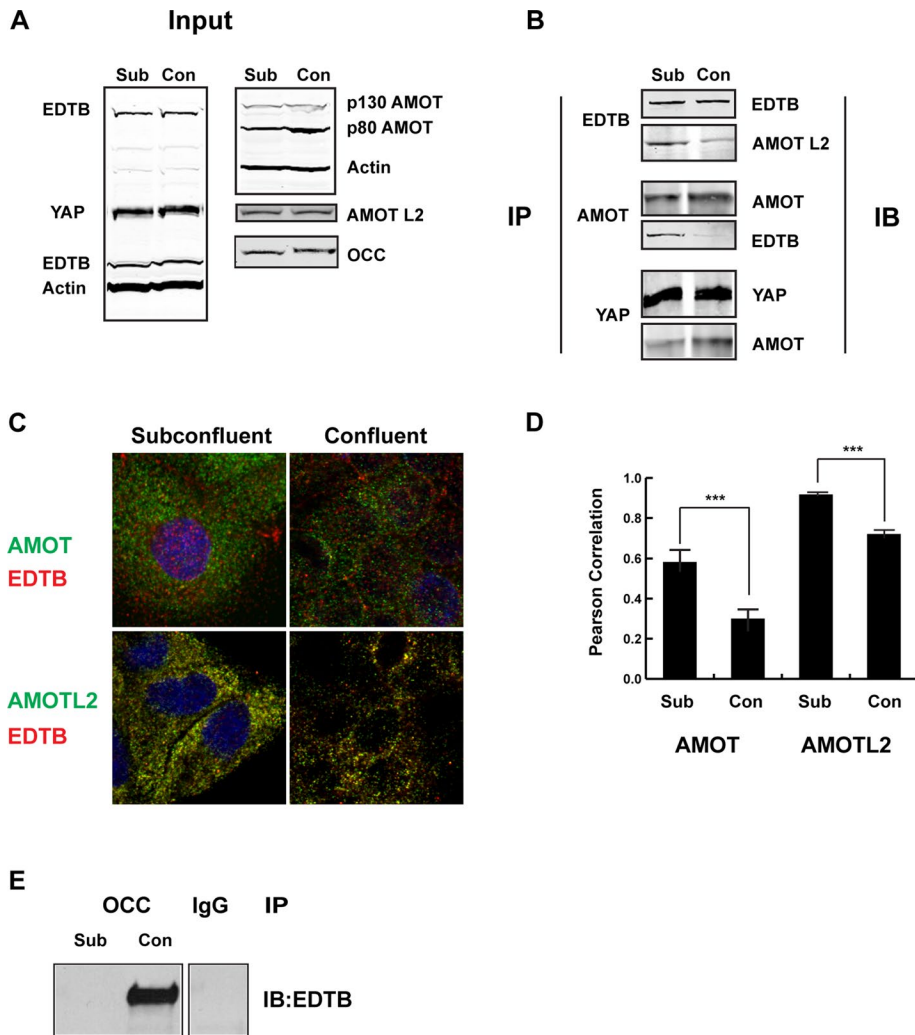 A
Input
Sub Con
EDTB
YAP
EDTB
Actin
Sub Con
p130 AMOT
p80 AMOT
Actin
AMOT L2
OCC
B
Sub Con
IP
EDTB
EDTB
AMOT L2
AMOT
AMOT
EDTB
YAP
YAP
AMOT
IB
C
Subconfluent Confluent
AMOT
EDTB
AMOTL2
EDTB
D
Pearson Correlation
1.0
0.8
0.6
0.4
0.2
0.0
***
***
Sub Con Sub Con
AMOT AMOTL2
E
OCC IgG IP
Sub Con
IB:EDTB